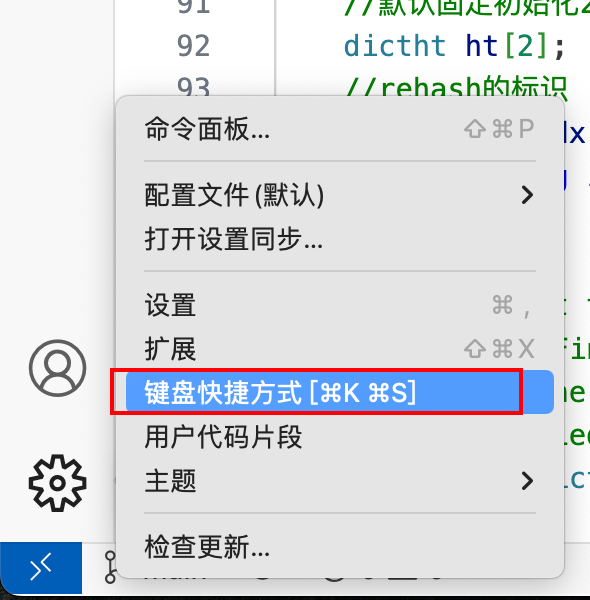 91
//默认固定初始化2
92
dictht ht[2];
93
//rehash的标识
命令面板... ⇧⌘P
配置文件(默认)
打开设置同步...
设置 ⌘ ,
扩展 ⇧⌘X
键盘快捷方式 [⌘K ⌘S]
用户代码片段
主题
检查更新...